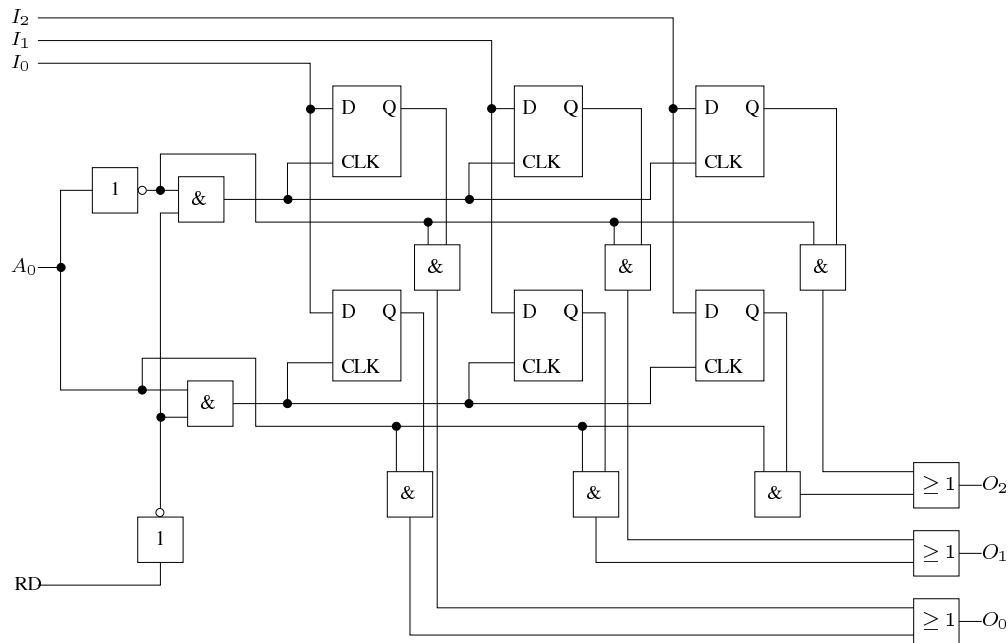 I₂
I₁
I₀
D Q
CLK
D Q
CLK
D Q
CLK
1
&
A₀
&
&
&
D Q
CLK
D Q
CLK
D Q
CLK
&
&
&
&
≥ 1
O₂
1
≥ 1
O₁
RD
≥ 1
O₀